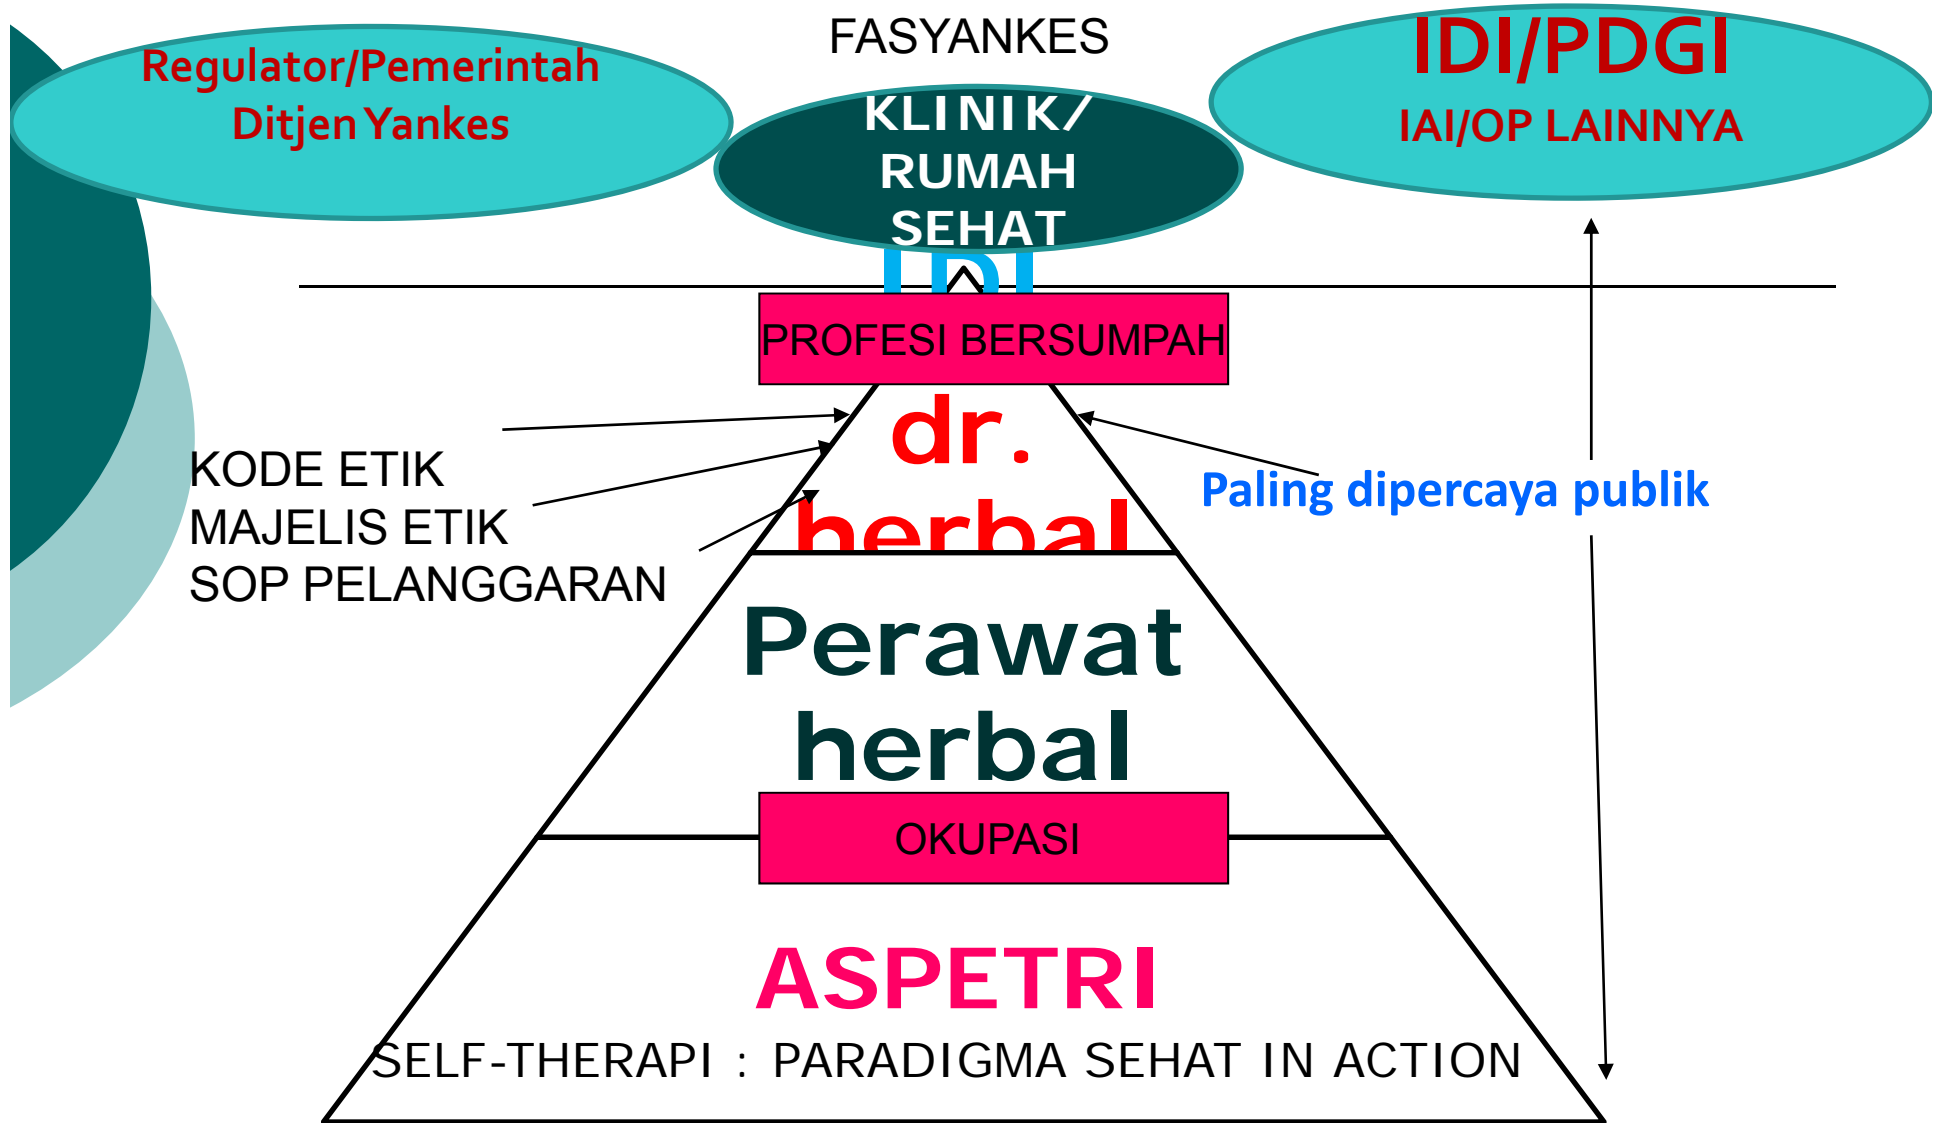 FASYANKES
Regulator/Pemerintah
Ditjen Yankes
KLINIK/
RUMAH
SEHAT
IDI/PDGI
IAI/OP LAINNYA
IDI
PROFESI BERSUMPAH
dr.
herbal
KODE ETIK
MAJELIS ETIK
SOP PELANGGARAN
Paling dipercaya publik
Perawat
herbal
OKUPASI
ASPETRI
SELF-THERAPI : PARADIGMA SEHAT IN ACTION